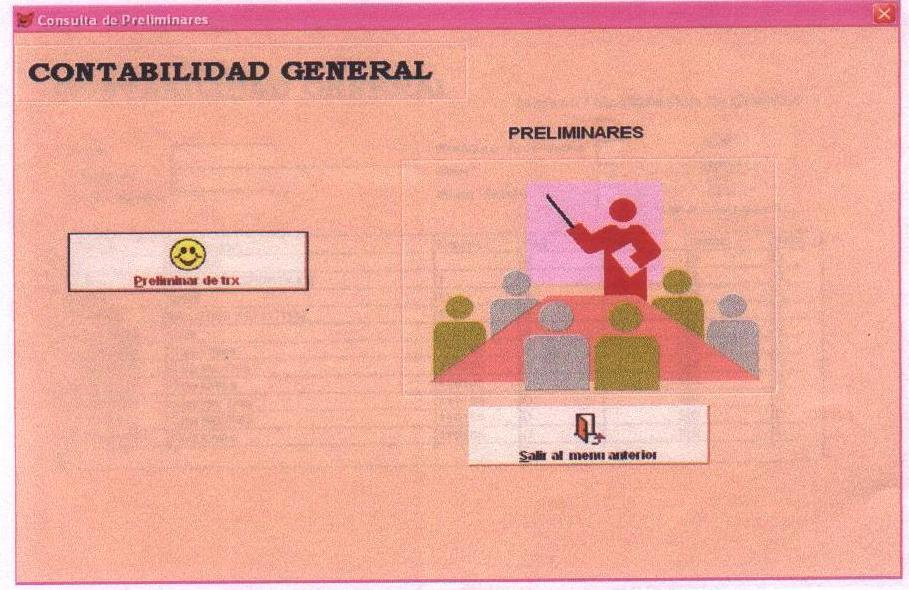 Consulta de Preliminares
CONTABILIDAD GENERAL
PRELIMINARES
Preliminar de trx
Salir al menu anterior